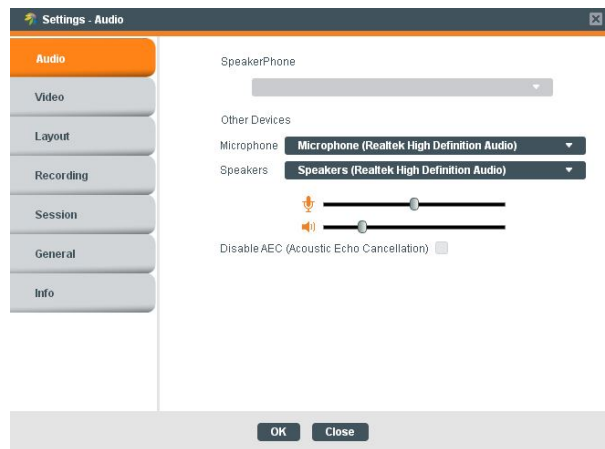 Settings - Audio
Audio
Video
Layout
Recording
Session
General
Info
SpeakerPhone
Other Devices
Microphone Microphone (Realtek High Definition Audio)
Speakers Speakers (Realtek High Definition Audio)
Disable AEC (Acoustic Echo Cancellation)
OK Close